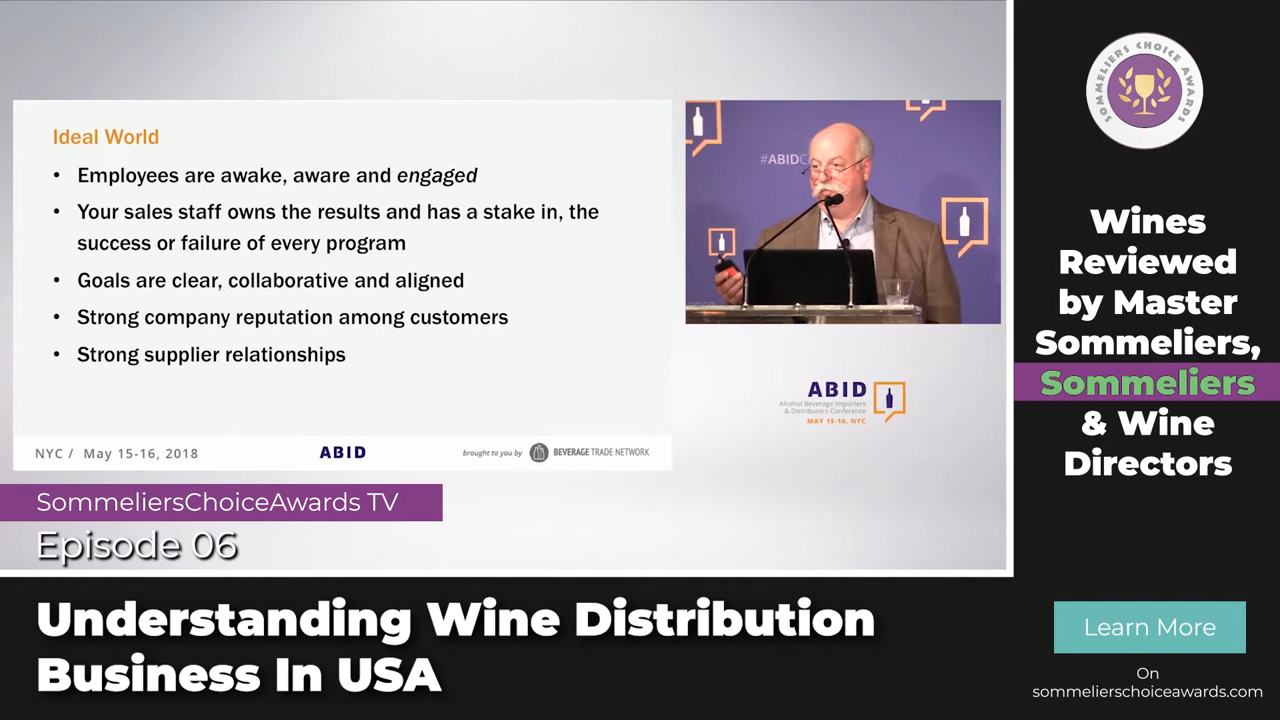 Ideal World
• Employees are awake, aware and engaged
• Your sales staff owns the results and has a stake in, the
success or failure of every program
• Goals are clear, collaborative and aligned
• Strong company reputation among customers
• Strong supplier relationships
NYC / May 15-16, 2018
ABID
brought to you by
BEVERAGE TRADE NETWORK
#ABIDC
ABID
Alcohol Beverage Importers
& Distributors Conference
MAY 15-16, NYC
SommeliersChoiceAwards TV
Episode 06
Understanding Wine Distribution
Business In USA
SOMMELIERS CHOICE AWARDS
Wines
Reviewed
by Master
Sommeliers,
Sommeliers
& Wine
Directors
Learn More
On
sommelierschoiceawards.com